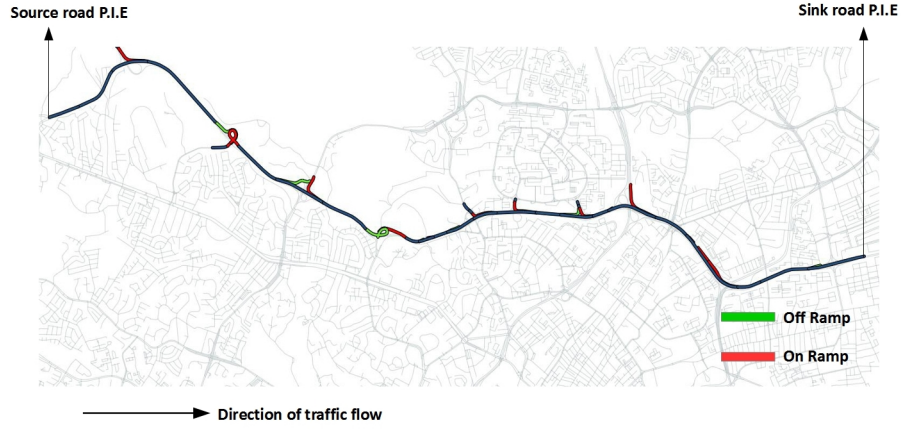 Source road P.I.E
Sink road P.I.E
Off Ramp
On Ramp
Direction of traffic flow